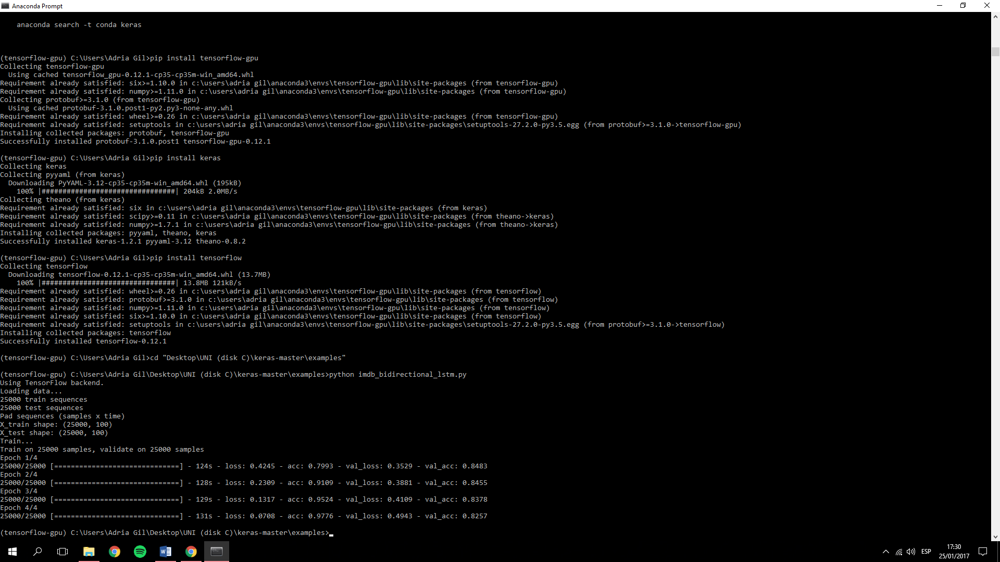 Anaconda Prompt
anaconda search -t conda keras
(tensorflow-gpu) C:\Users\Adria Gil>pip install tensorflow-gpu
Collecting tensorflow-gpu
Using cached tensorflow_gpu-0.12.1-cp35-cp35m-win_amd64.whl
Requirement already satisfied: six>=1.10.0 in c:\users\adria gil\anaconda3\envs\tensorflow-gpu\lib\site-packages (from tensorflow-gpu)
Requirement already satisfied: numpy>=1.11.0 in c:\users\adria gil\anaconda3\envs\tensorflow-gpu\lib\site-packages (from tensorflow-gpu)
Collecting protobuf>=3.1.0 (from tensorflow-gpu)
Using cached protobuf-3.1.0.post1-py2.py3-none-any.whl
Requirement already satisfied: wheel>=0.26 in c:\users\adria gil\anaconda3\envs\tensorflow-gpu\lib\site-packages (from tensorflow-gpu)
Requirement already satisfied: setuptools in c:\users\adria gil\anaconda3\envs\tensorflow-gpu\lib\site-packages\setuptools-27.2.0-py3.5.egg (from protobuf>=3.1.0->tensorflow-gpu)
Installing collected packages: protobuf, tensorflow-gpu
Successfully installed protobuf-3.1.0.post1 tensorflow-gpu-0.12.1
(tensorflow-gpu) C:\Users\Adria Gil>pip install keras
Collecting keras
Collecting pyyaml (from keras)
Downloading PyYAML-3.12-cp35-cp35m-win_amd64.whl (195kB)
100% |################################| 204kB 2.0MB/s
Collecting theano (from keras)
Requirement already satisfied: six in c:\users\adria gil\anaconda3\envs\tensorflow-gpu\lib\site-packages (from keras)
Requirement already satisfied: scipy>=0.11 in c:\users\adria gil\anaconda3\envs\tensorflow-gpu\lib\site-packages (from theano->keras)
Requirement already satisfied: numpy>=1.7.1 in c:\users\adria gil\anaconda3\envs\tensorflow-gpu\lib\site-packages (from theano->keras)
Installing collected packages: pyyaml, theano, keras
Successfully installed keras-1.2.1 pyyaml-3.12 theano-0.8.2
(tensorflow-gpu) C:\Users\Adria Gil>pip install tensorflow
Collecting tensorflow
Downloading tensorflow-0.12.1-cp35-cp35m-win_amd64.whl (13.7MB)
100% |################################| 13.8MB 121kB/s
Requirement already satisfied: wheel>=0.26 in c:\users\adria gil\anaconda3\envs\tensorflow-gpu\lib\site-packages (from tensorflow)
Requirement already satisfied: protobuf>=3.1.0 in c:\users\adria gil\anaconda3\envs\tensorflow-gpu\lib\site-packages (from tensorflow)
Requirement already satisfied: numpy>=1.11.0 in c:\users\adria gil\anaconda3\envs\tensorflow-gpu\lib\site-packages (from tensorflow)
Requirement already satisfied: six>=1.10.0 in c:\users\adria gil\anaconda3\envs\tensorflow-gpu\lib\site-packages (from tensorflow)
Requirement already satisfied: setuptools in c:\users\adria gil\anaconda3\envs\tensorflow-gpu\lib\site-packages\setuptools-27.2.0-py3.5.egg (from protobuf>=3.1.0->tensorflow)
Installing collected packages: tensorflow
Successfully installed tensorflow-0.12.1
(tensorflow-gpu) C:\Users\Adria Gil>cd "Desktop\UNI (disk C)\keras-master\examples"
(tensorflow-gpu) C:\Users\Adria Gil\Desktop\UNI (disk C)\keras-master\examples>python imdb_bidirectional_lstm.py
Using TensorFlow backend.
Loading data...
25000 train sequences
25000 test sequences
Pad sequences (samples x time)
X_train shape: (25000, 100)
X_test shape: (25000, 100)
Train...
Train on 25000 samples, validate on 25000 samples
Epoch 1/4
25000/25000 [==============================] - 124s - loss: 0.4245 - acc: 0.7993 - val_loss: 0.3529 - val_acc: 0.8483
Epoch 2/4
25000/25000 [==============================] - 128s - loss: 0.2309 - acc: 0.9109 - val_loss: 0.3881 - val_acc: 0.8455
Epoch 3/4
25000/25000 [==============================] - 129s - loss: 0.1317 - acc: 0.9524 - val_loss: 0.4109 - val_acc: 0.8378
Epoch 4/4
25000/25000 [==============================] - 131s - loss: 0.0708 - acc: 0.9776 - val_loss: 0.4943 - val_acc: 0.8257
(tensorflow-gpu) C:\Users\Adria Gil\Desktop\UNI (disk C)\keras-master\examples>
ESP
17:30
25/01/2017